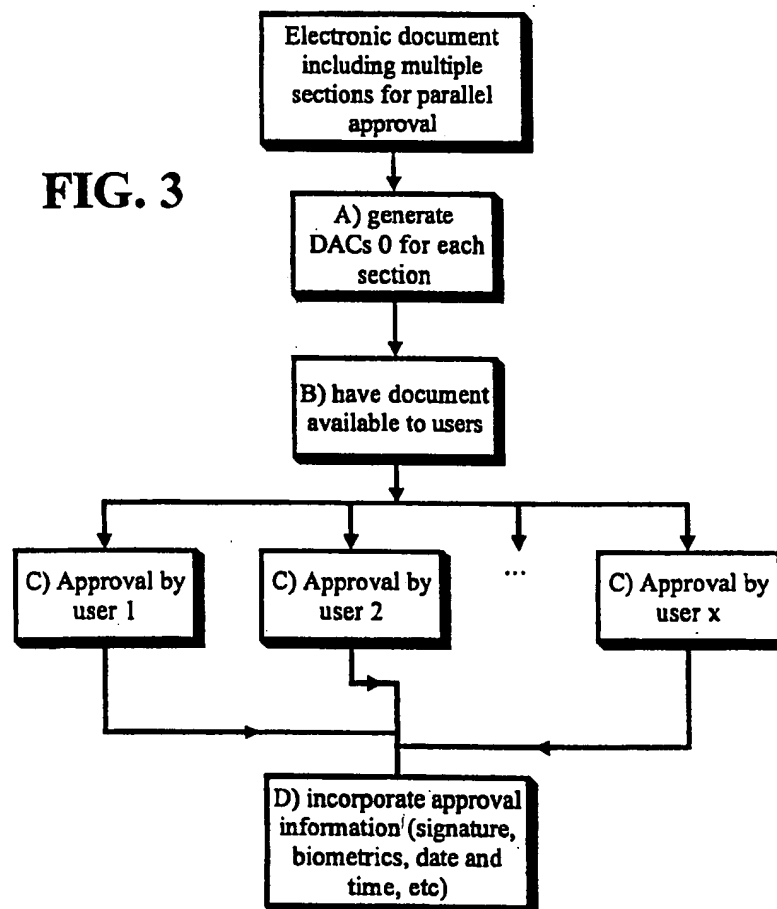 Electronic document
including multiple
sections for parallel
approval
FIG. 3
A) generate
DACs 0 for each
section
B) have document
available to users
C) Approval by
user 1
C) Approval by
user 2
...
C) Approval by
user x
D) incorporate approval
information (signature,
biometrics, date and
time, etc)